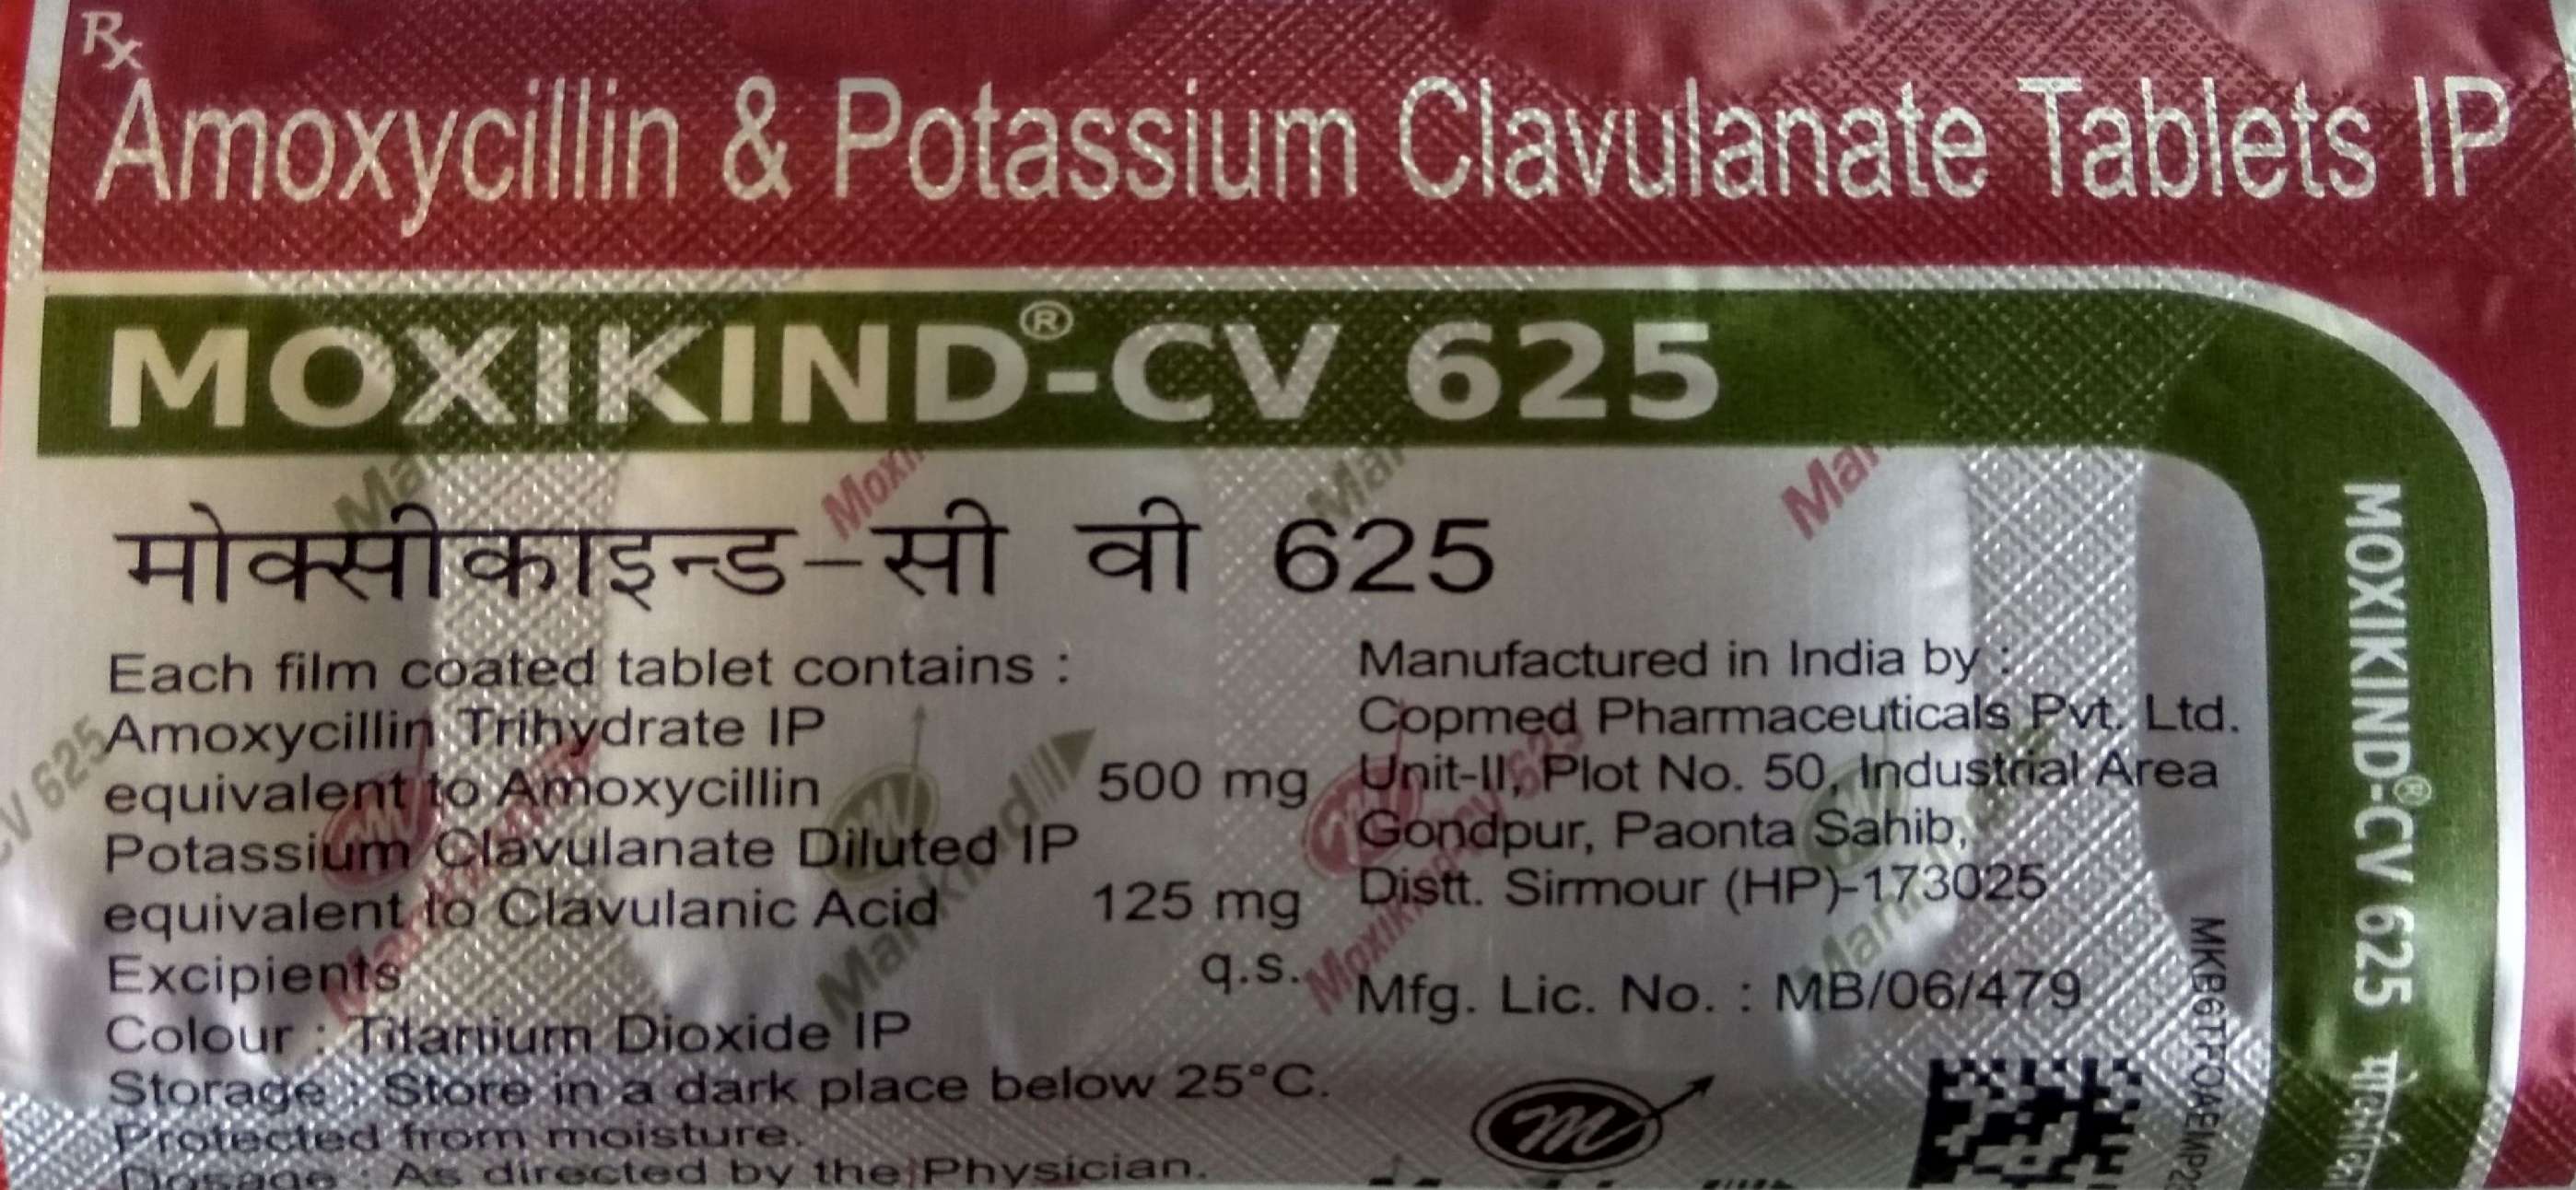 Rx
Amoxycillin & Potassium Clavulanate Tablets IP
MOXIKIND®-CV 625
मोक्सीकाइन्ड–सी वी 625
Each film coated tablet contains :
Amoxycillin Trihydrate IP
equivalent to Amoxycillin 500 mg
Potassium Clavulanate Diluted IP
equivalent to Clavulanic Acid 125 mg
Excipients q.s.
Colour : Titanium Dioxide IP
Storage : Store in a dark place below 25°C.
Protected from moisture.
Dosage : As directed by the Physician.
Manufactured in India by :
Copmed Pharmaceuticals Pvt. Ltd.
Unit-II, Plot No. 50, Industrial Area
Gondpur, Paonta Sahib,
Distt. Sirmour (HP)-173025
Mfg. Lic. No. : MB/06/479
MOXIKIND®-CV 625
CV 625
Mankind